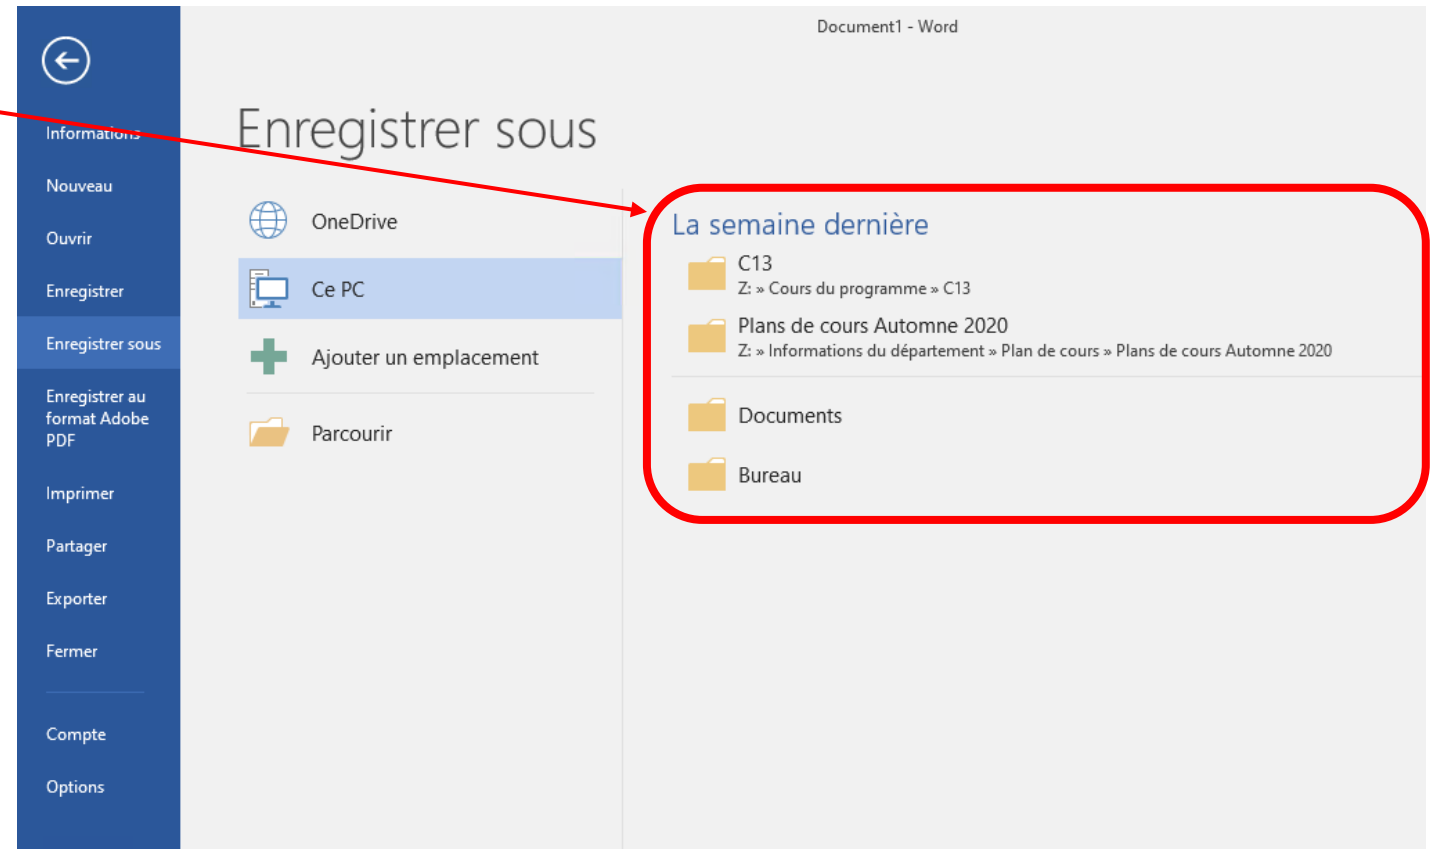 Document1 - Word
Informations
Nouveau
Ouvrir
Enregistrer
Enregistrer sous
Enregistrer au
format Adobe
PDF
Imprimer
Partager
Exporter
Fermer
Compte
Options
Enregistrer sous
OneDrive
Ce PC
Ajouter un emplacement
Parcourir
La semaine dernière
C13
Z: » Cours du programme » C13
Plans de cours Automne 2020
Z: » Informations du département » Plan de cours » Plans de cours Automne 2020
Documents
Bureau